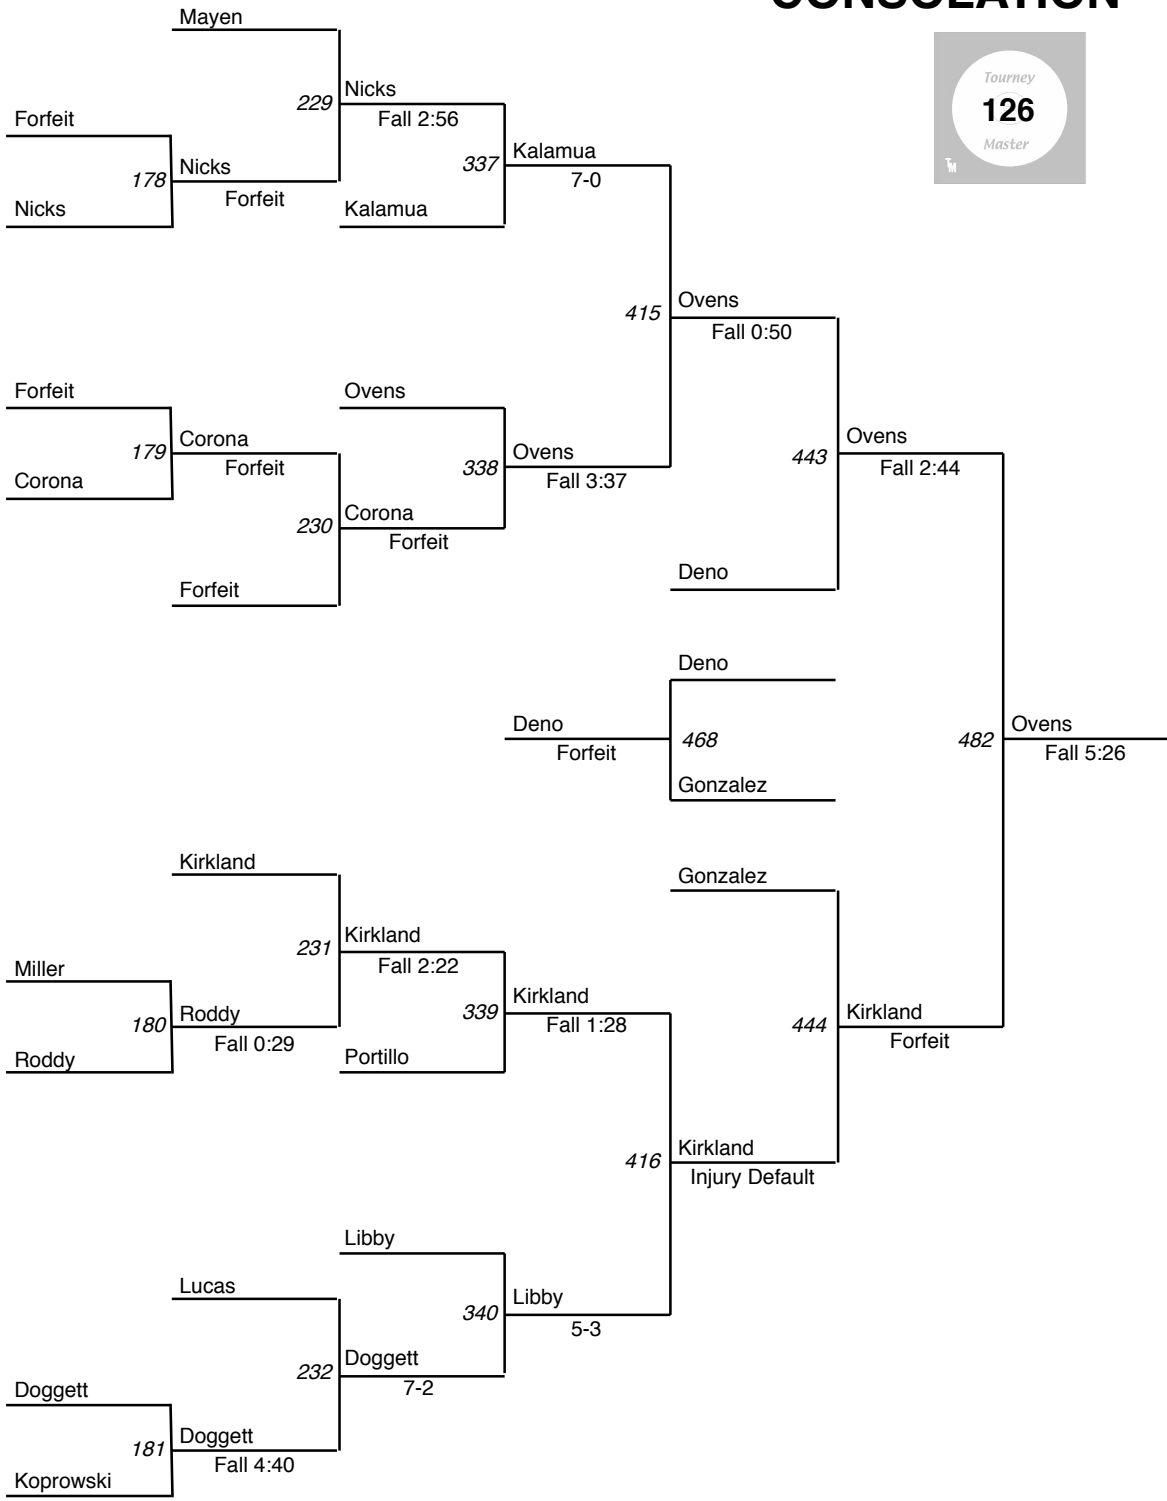 CONSOLATION
Mayen
Tourney
126
Master
TM
229
Nicks
Fall 2:56
Forfeit
337
Kalamua
7-0
178
Nicks
Forfeit
Nicks
Kalamua
415
Ovens
Fall 0:50
Forfeit
Ovens
179
Corona
Forfeit
443
Ovens
Fall 2:44
338
Ovens
Fall 3:37
Corona
230
Corona
Forfeit
Forfeit
Deno
Deno
Deno
Forfeit
468
482
Ovens
Fall 5:26
Gonzalez
Kirkland
Gonzalez
231
Kirkland
Fall 2:22
Miller
339
Kirkland
Fall 1:28
180
Roddy
Fall 0:29
444
Kirkland
Forfeit
Roddy
Portillo
416
Kirkland
Injury Default
Libby
Lucas
340
Libby
5-3
232
Doggett
7-2
Doggett
181
Doggett
Fall 4:40
Koprowski